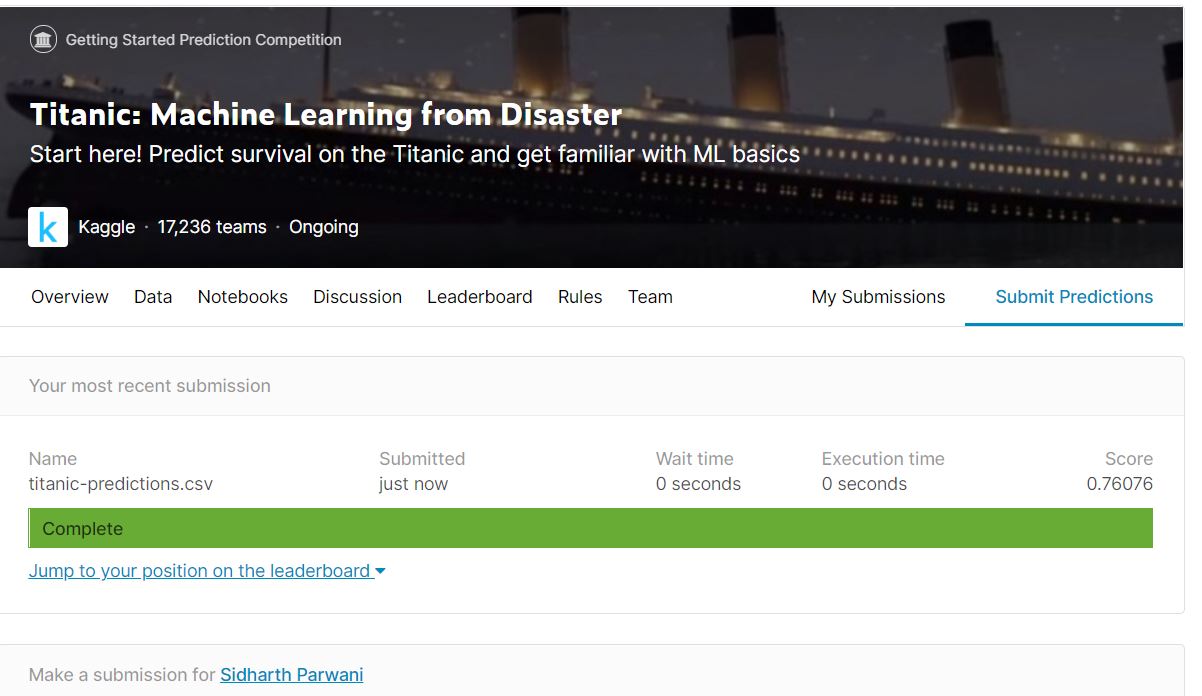 Getting Started Prediction Competition
Titanic: Machine Learning from Disaster
Start here! Predict survival on the Titanic and get familiar with ML basics
k Kaggle · 17,236 teams · Ongoing
Overview Data Notebooks Discussion Leaderboard Rules Team My Submissions Submit Predictions
Your most recent submission
Name Submitted Wait time Execution time Score
titanic-predictions.csv just now 0 seconds 0 seconds 0.76076
Complete
Jump to your position on the leaderboard
Make a submission for Sidharth Parwani